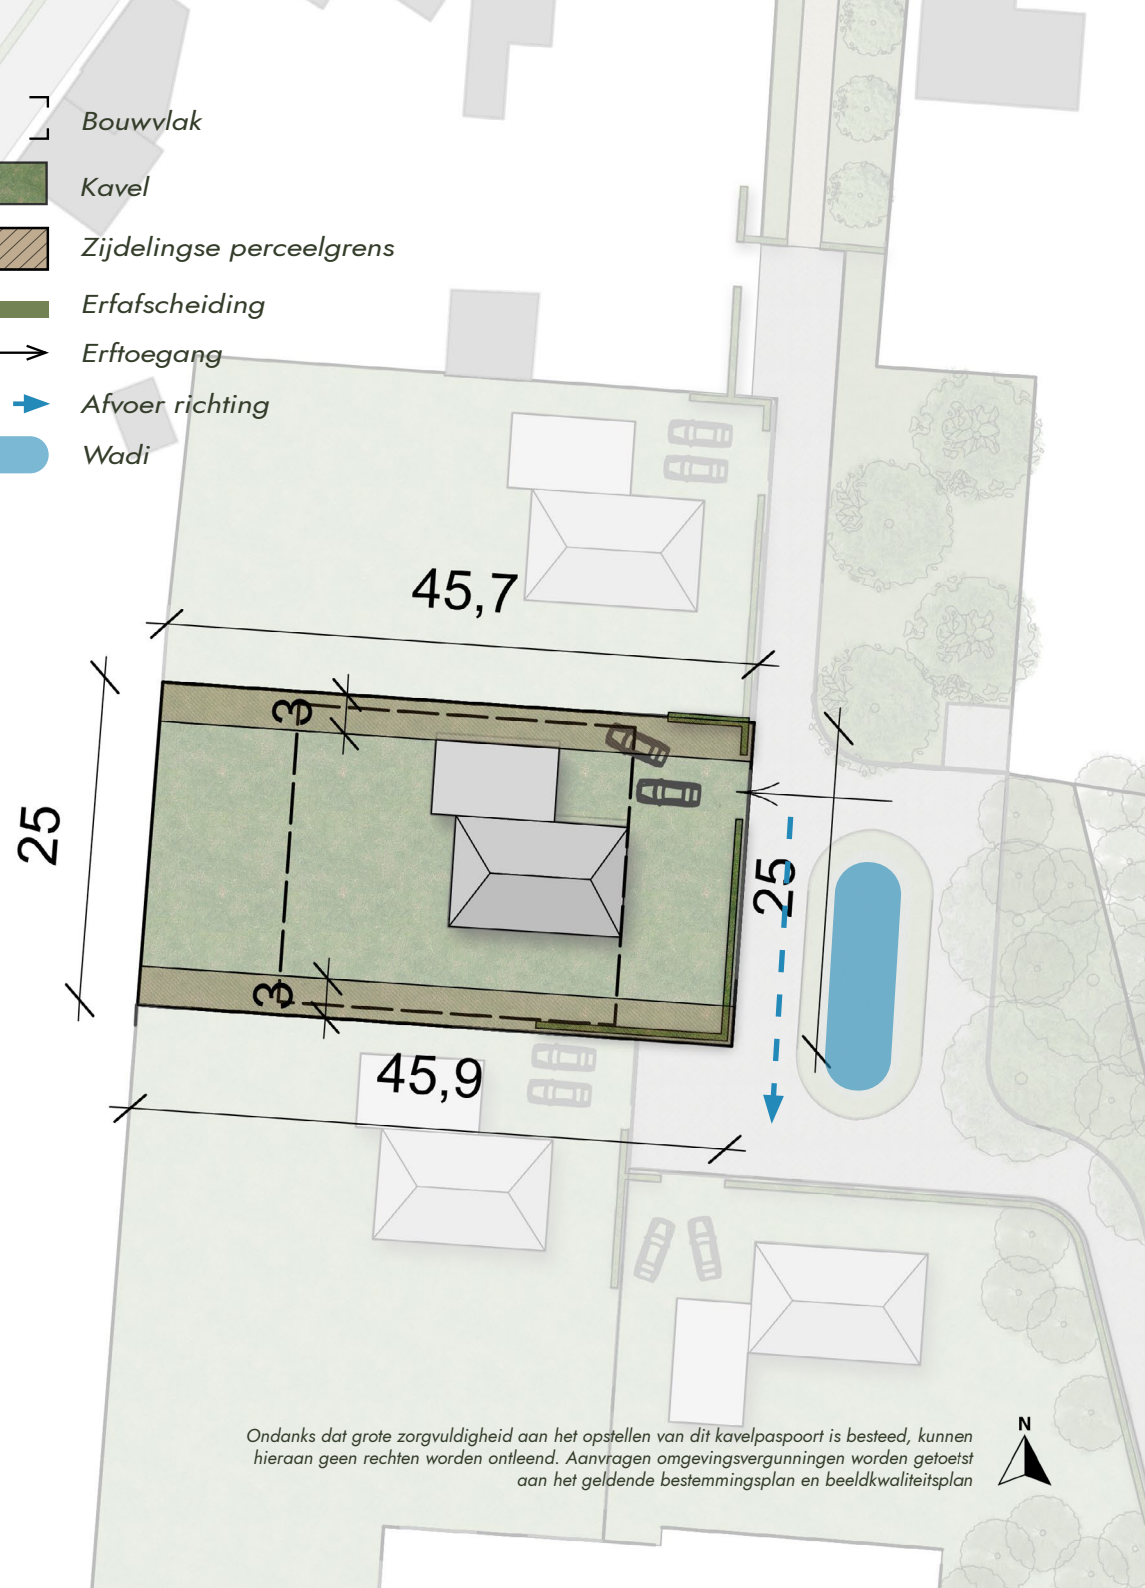 Bouwvlak
Kavel
Zijdelingse perceelgrens
Erfafscheiding
Erftoegang
Afvoer richting
Wadi
45,7
3
25
25
3
45,9
N
Ondanks dat grote zorgvuldigheid aan het opstellen van dit kavelpaspoort is besteed, kunnen
hieraan geen rechten worden ontleend. Aanvragen omgevingsvergunningen worden getoetst
aan het geldende bestemmingsplan en beeldkwaliteitsplan